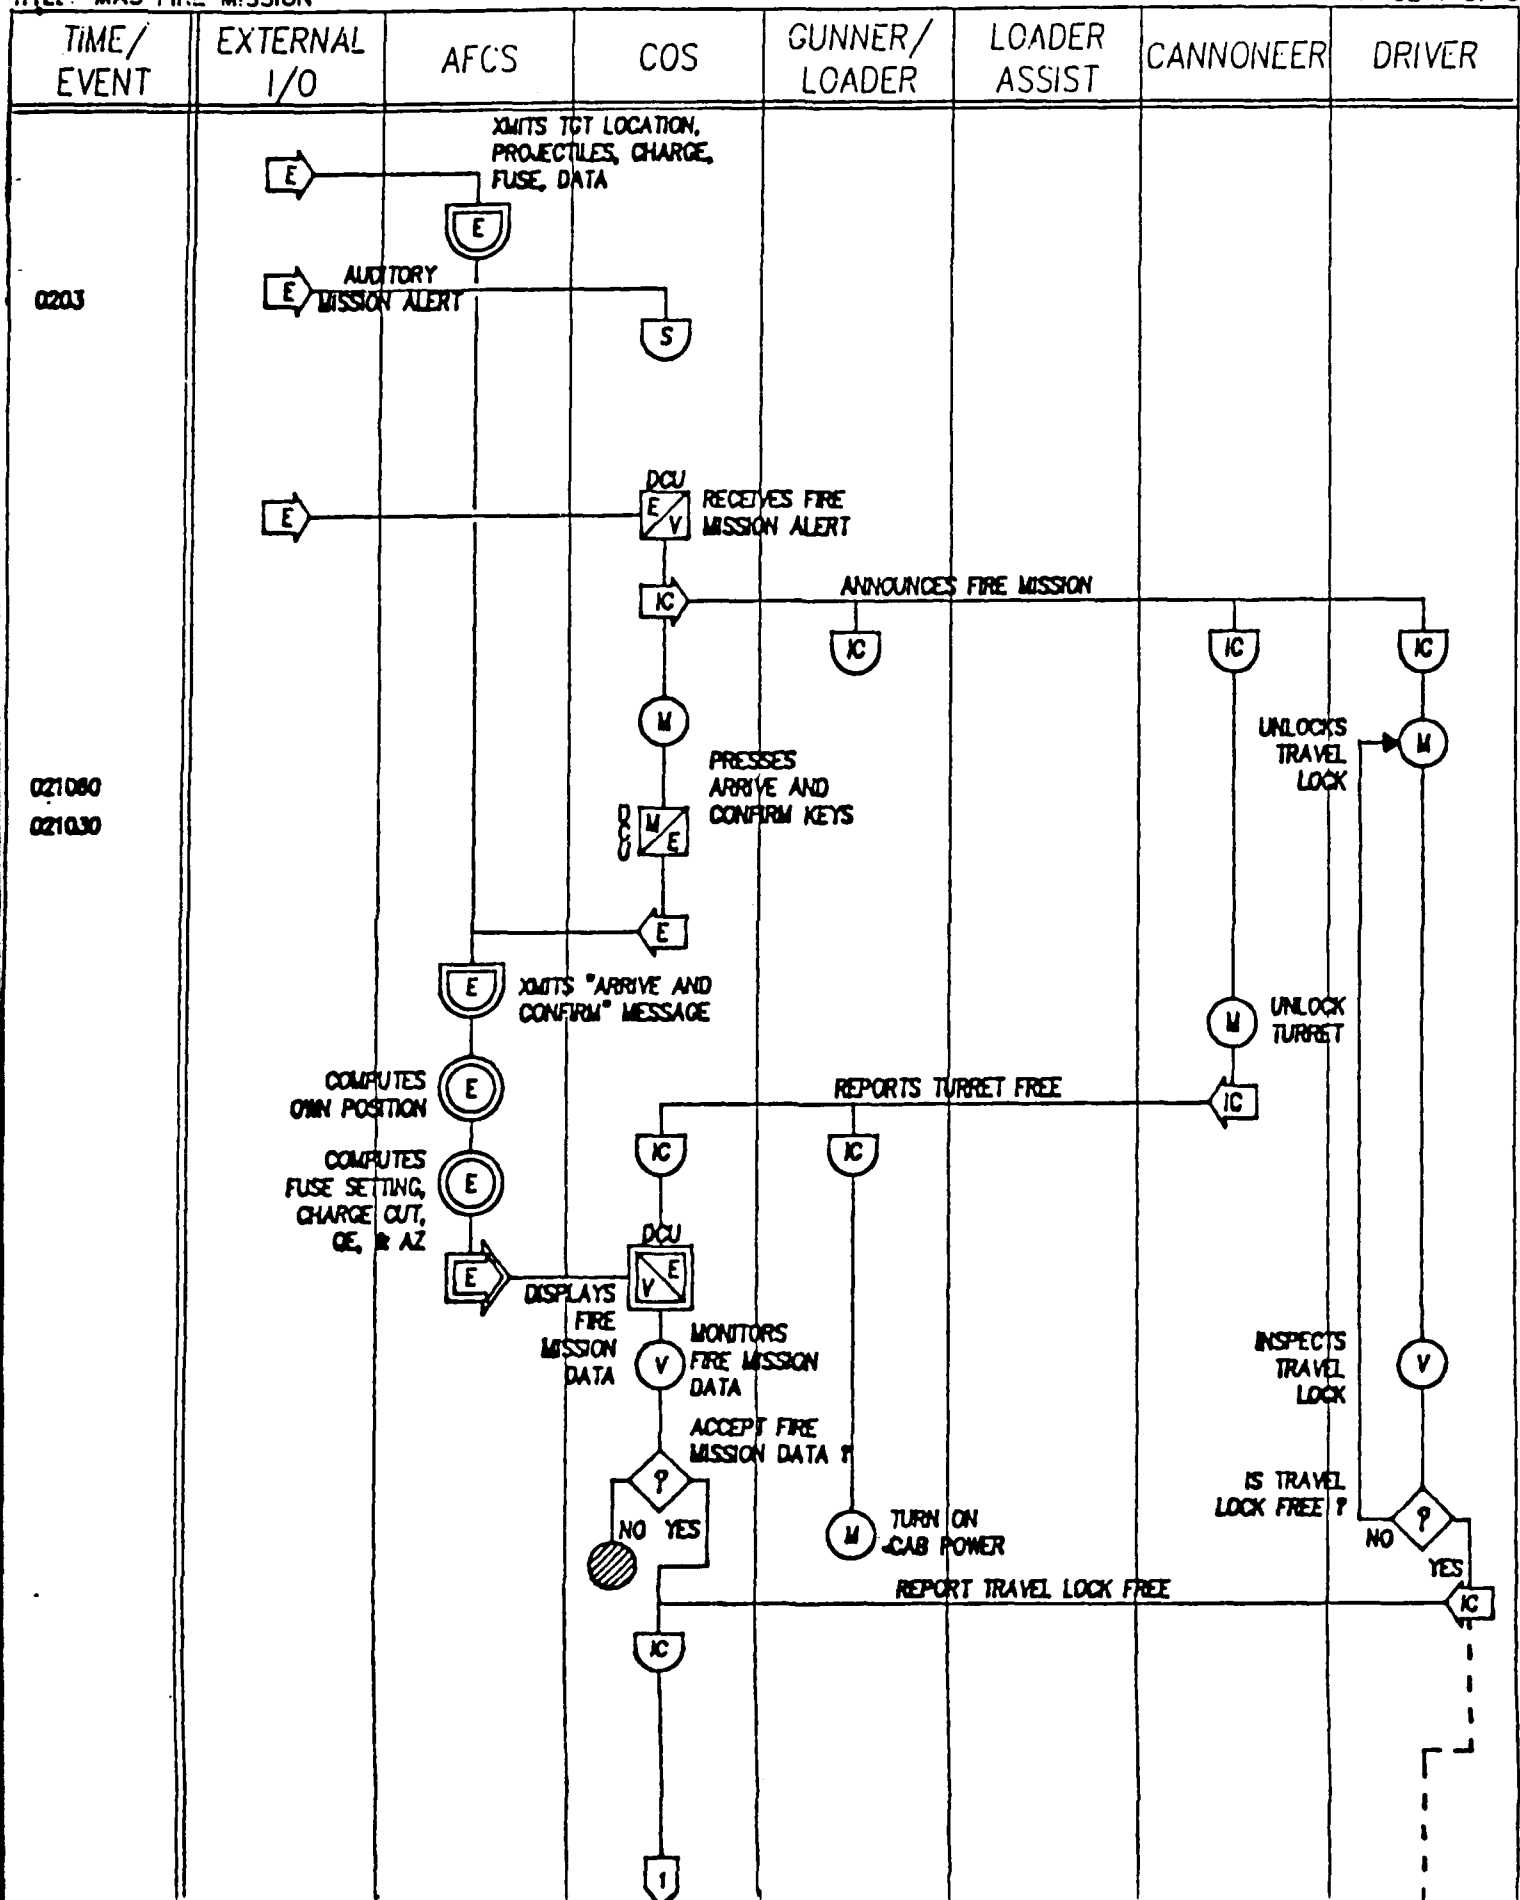 TITLE: MAS FIRE MISSION
TIME/
EVENT
EXTERNAL
I/O
AFCS
COS
GUNNER/
LOADER
LOADER
ASSIST
CANNONEER
DRIVER
XMITS TGT LOCATION,
PROJECTILES, CHARGE,
FUSE, DATA
E
E
0203
E
AUDITORY
MISSION ALERT
S
E
DCU
E
V
RECEIVES FIRE
MISSION ALERT
IC
ANNOUNCES FIRE MISSION
IC
IC
IC
M
UNLOCKS
TRAVEL
LOCK
M
021080
021030
PRESSES
ARRIVE AND
CONFIRM KEYS
DCU
M
E
E
E
XMITS "ARRIVE AND
CONFIRM" MESSAGE
M
UNLOCK
TURRET
COMPUTES
OWN POSITION
E
REPORTS TURRET FREE
IC
IC
IC
COMPUTES
FUSE SETTING,
CHARGE CUT,
QE, & AZ
E
E
DISPLAYS
FIRE
MISSION
DATA
DCU
V
E
V
MONITORS
FIRE MISSION
DATA
INSPECTS
TRAVEL
LOCK
V
ACCEPT FIRE
MISSION DATA ?
?
NO YES
M
TURN ON
CAB POWER
IS TRAVEL
LOCK FREE ?
?
NO
YES
REPORT TRAVEL LOCK FREE
IC
IC
1